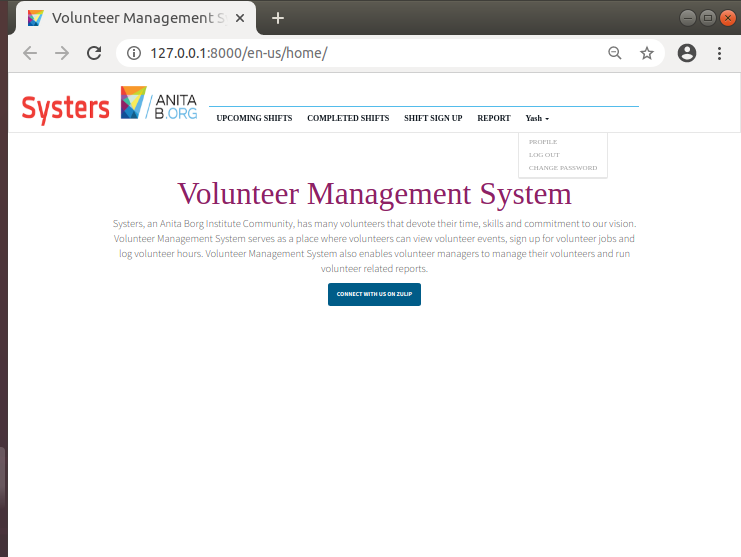 Volunteer Management S
127.0.0.1:8000/en-us/home/
Systers ANITA
B.ORG
UPCOMING SHIFTS COMPLETED SHIFTS SHIFT SIGN UP REPORT Yash
PROFILE
LOG OUT
CHANGE PASSWORD
Volunteer Management System
Systers, an Anita Borg Institute Community, has many volunteers that devote their time, skills and commitment to our vision.
Volunteer Management System serves as a place where volunteers can view volunteer events, sign up for volunteer jobs and
log volunteer hours. Volunteer Management System also enables volunteer managers to manage their volunteers and run
volunteer related reports.
CONNECT WITH US ON ZULIP